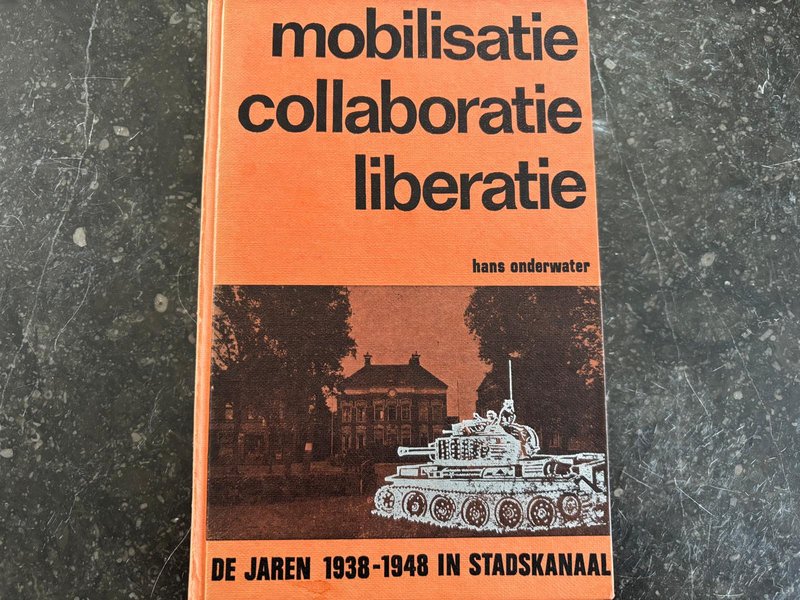 mobilisatie
collaboratie
liberatie
hans onderwater
DE JAREN 1938-1948 IN STADSKANAAL